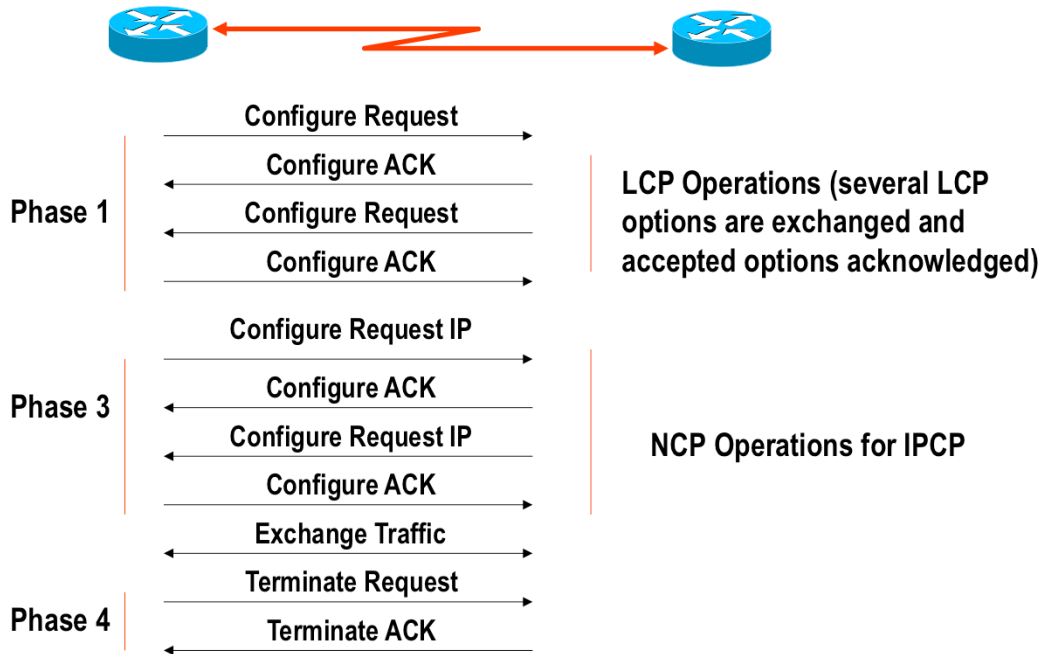 Configure Request
Configure ACK
Phase 1
Configure Request
Configure ACK
LCP Operations (several LCP
options are exchanged and
accepted options acknowledged)
Configure Request IP
Configure ACK
Phase 3
Configure Request IP
Configure ACK
NCP Operations for IPCP
Exchange Traffic
Terminate Request
Phase 4
Terminate ACK